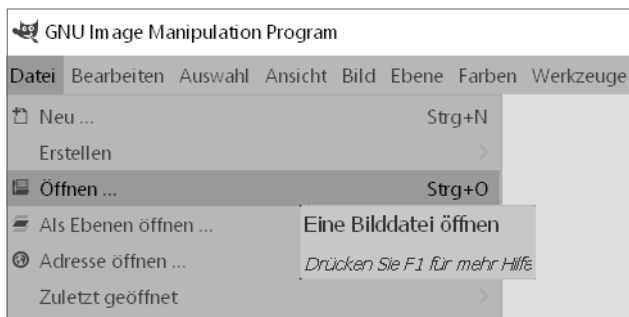 GNU Image Manipulation Program
Datei Bearbeiten Auswahl Ansicht Bild Ebene Farben Werkzeuge
Neu ... Strg+N
Erstellen
Öffnen ... Strg+O
Als Ebenen öffnen ...
Eine Bilddatei öffnen
Adresse öffnen ...
Drücken Sie F1 für mehr Hilfe
Zuletzt geöffnet